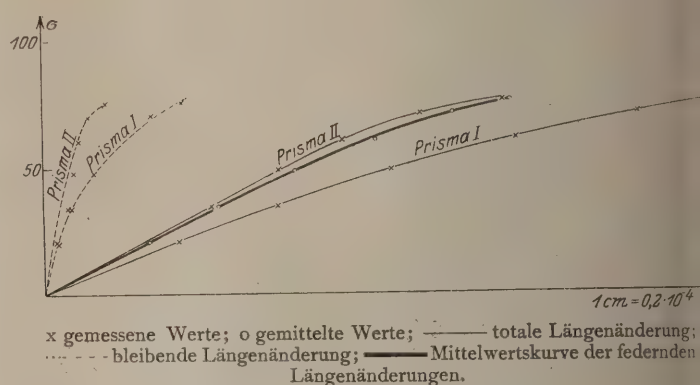 σ
100
Prisma II
Prisma I
Prisma II
Prisma I
50
1 cm = 0,2·10⁻⁴
x gemessene Werte; o gemittelte Werte; ——— totale Längenänderung;
····- - - bleibende Längenänderung; ━━━ Mittelwertskurve der federnden
Längenänderungen.